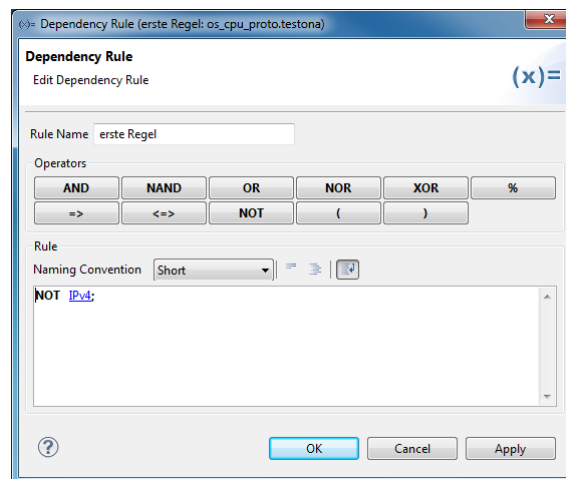 (x)= Dependency Rule (erste Regel: os_cpu_proto.testona)
Dependency Rule
Edit Dependency Rule
(x)=
Rule Name erste Regel
Operators
AND NAND OR NOR XOR %
=> <=> NOT ( )
Rule
Naming Convention Short
NOT IPv4;
? OK Cancel Apply